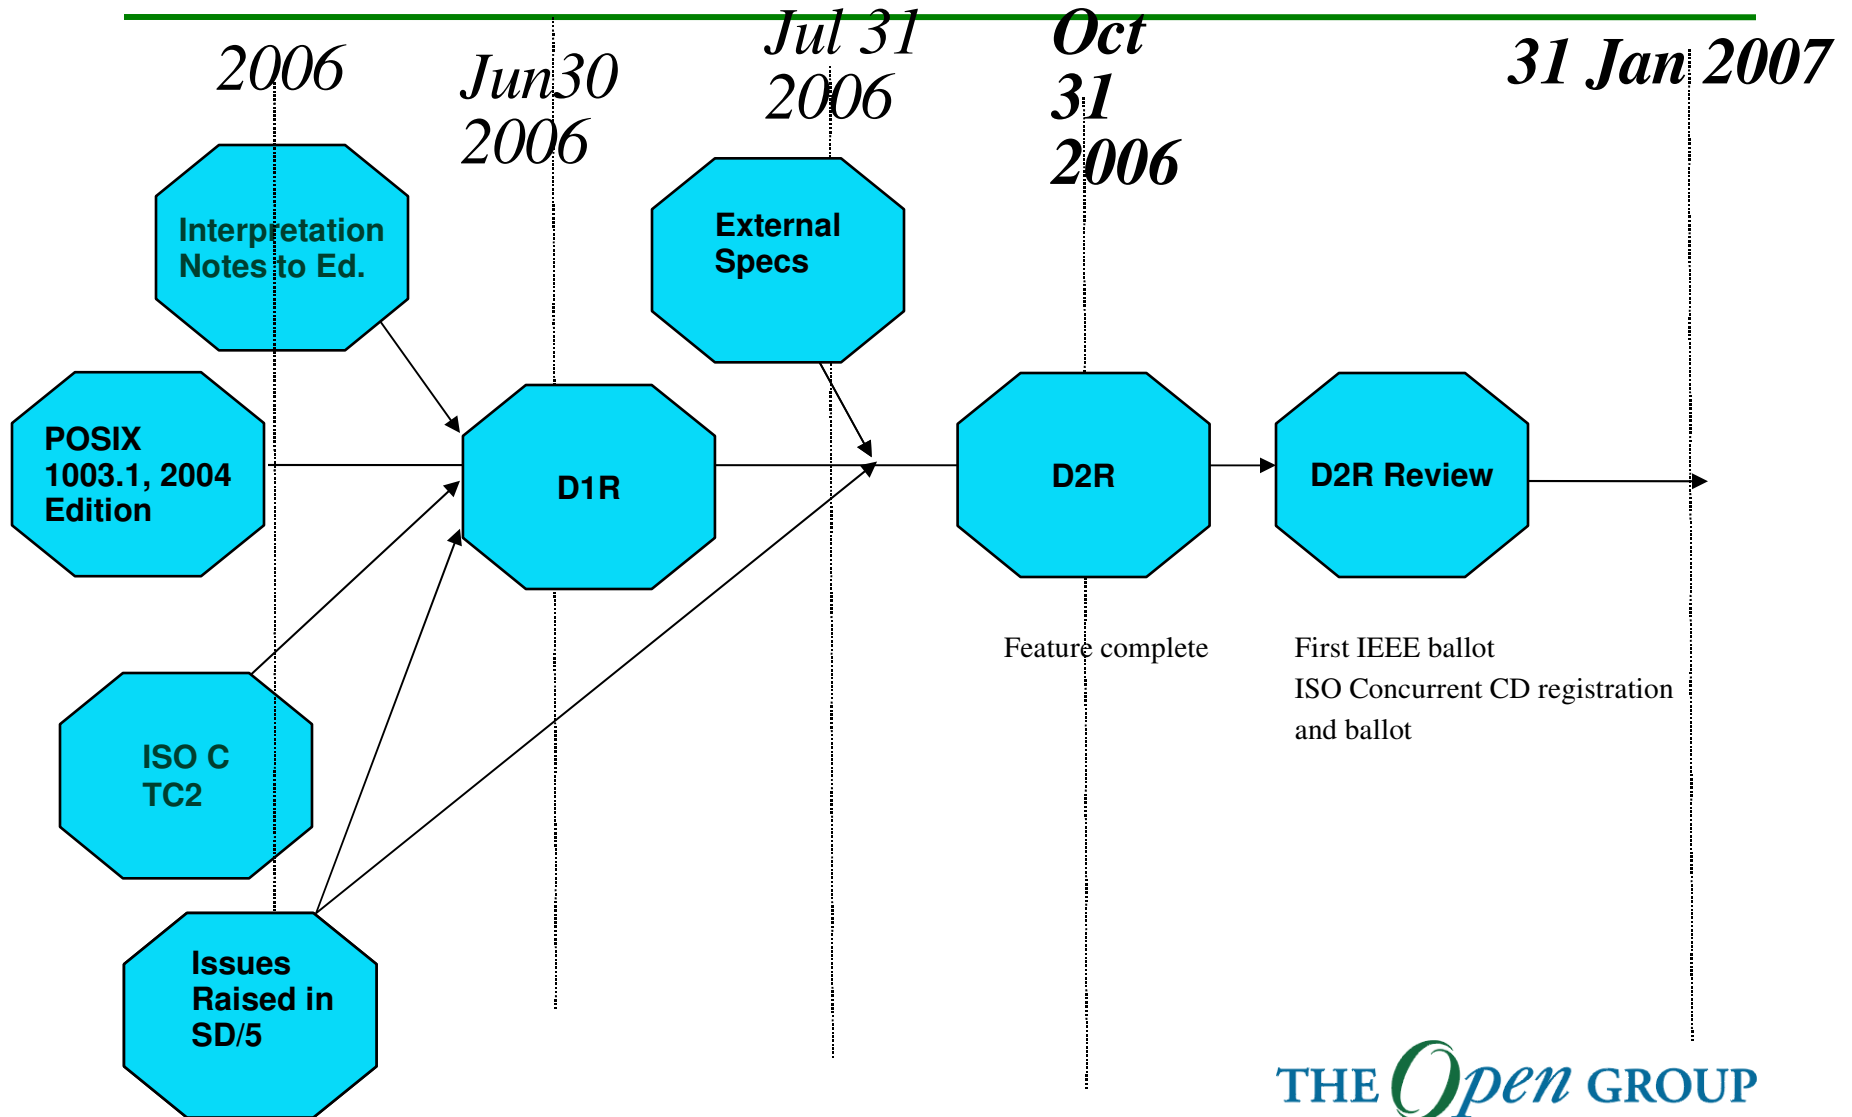 2006
Jun30
2006
Jul 31
2006
Oct
31
2006
31 Jan 2007
Interpretation
Notes to Ed.
External
Specs
POSIX
1003.1, 2004
Edition
D1R
D2R
D2R Review
Feature complete
First IEEE ballot
ISO Concurrent CD registration
and ballot
ISO C
TC2
Issues
Raised in
SD/5
THE Open GROUP